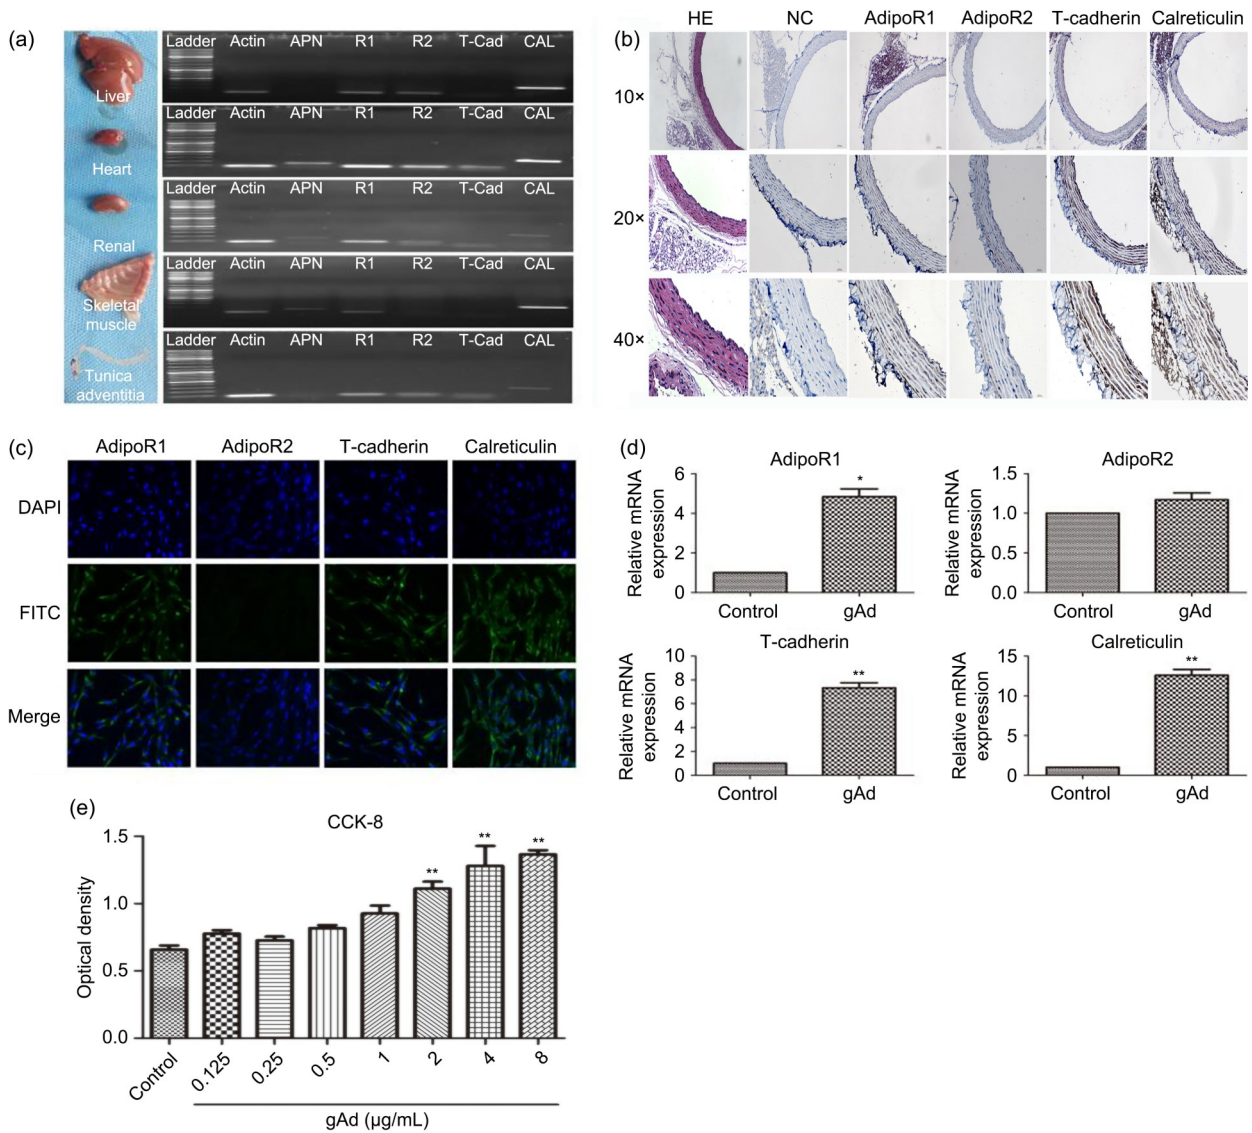 (a)
Liver
Ladder Actin APN R1 R2 T-Cad CAL
Heart
Ladder Actin APN R1 R2 T-Cad CAL
Renal
Ladder Actin APN R1 R2 T-Cad CAL
Skeletal
muscle
Ladder Actin APN R1 R2 T-Cad CAL
Tunica
adventitia
Ladder Actin APN R1 R2 T-Cad CAL
(b)
HE NC AdipoR1 AdipoR2 T-cadherin Calreticulin
10×
20×
40×
(c)
AdipoR1 AdipoR2 T-cadherin Calreticulin
DAPI
FITC
Merge
(d)
AdipoR1
Relative mRNA
expression
6
4
2
0
*
Control gAd
AdipoR2
Relative mRNA
expression
1.5
1.0
0.5
0.0
Control gAd
T-cadherin
Relative mRNA
expression
10
8
6
4
2
0
**
Control gAd
Calreticulin
Relative mRNA
expression
15
10
5
0
**
Control gAd
(e)
CCK-8
Optical density
1.5
1.0
0.5
0.0
** ** **
Control 0.125 0.25 0.5 1 2 4 8
gAd (μg/mL)